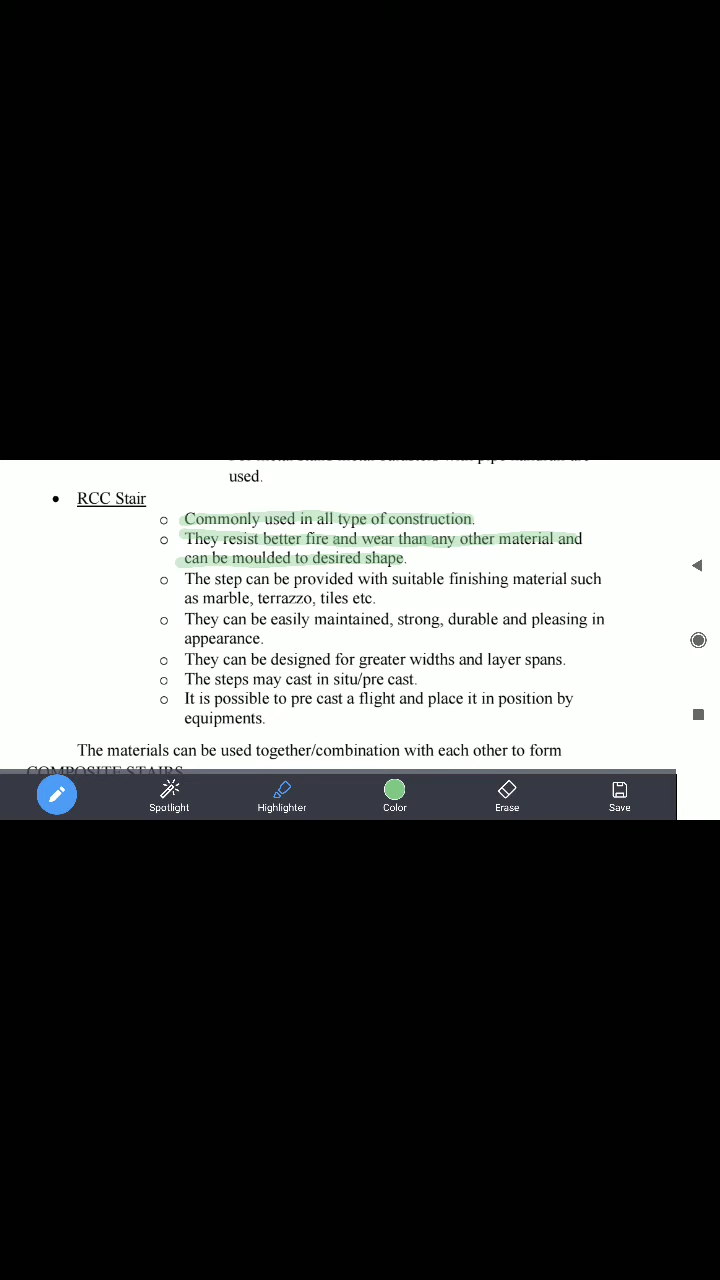 used.
• RCC Stair
o Commonly used in all type of construction.
o They resist better fire and wear than any other material and
can be moulded to desired shape.
o The step can be provided with suitable finishing material such
as marble, terrazzo, tiles etc.
o They can be easily maintained, strong, durable and pleasing in
appearance.
o They can be designed for greater widths and layer spans.
o The steps may cast in situ/pre cast.
o It is possible to pre cast a flight and place it in position by
equipments.
The materials can be used together/combination with each other to form
COMPOSITE STAIRS
Spotlight Highlighter Color Erase Save